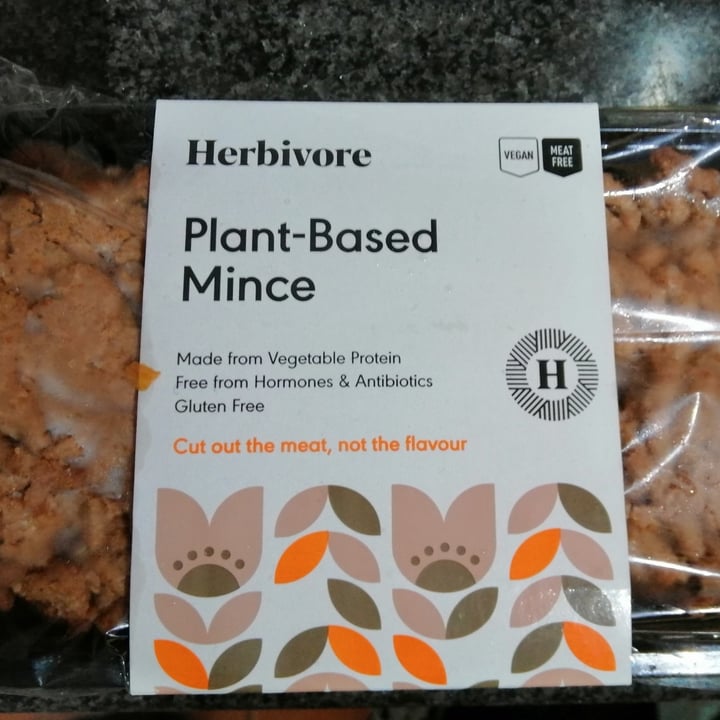 Herbivore
VEGAN
MEAT
FREE
Plant-Based
Mince
Made from Vegetable Protein
Free from Hormones & Antibiotics
Gluten Free
H
Cut out the meat, not the flavour